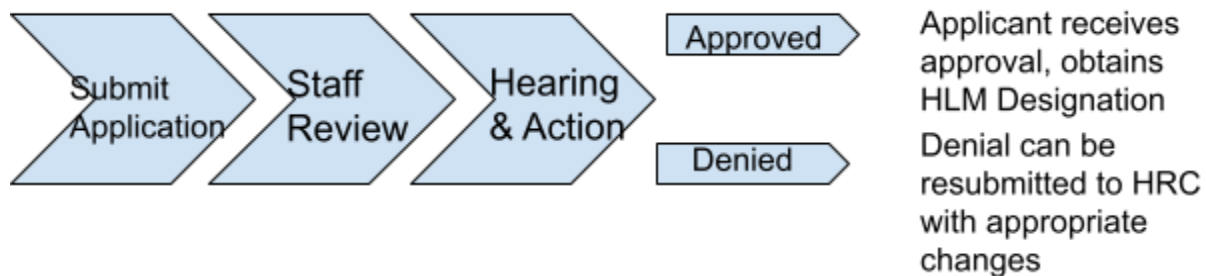 Submit
Application
Staff
Review
Hearing
& Action
Approved
Applicant receives
approval, obtains
HLM Designation
Denied
Denial can be
resubmitted to HRC
with appropriate
changes